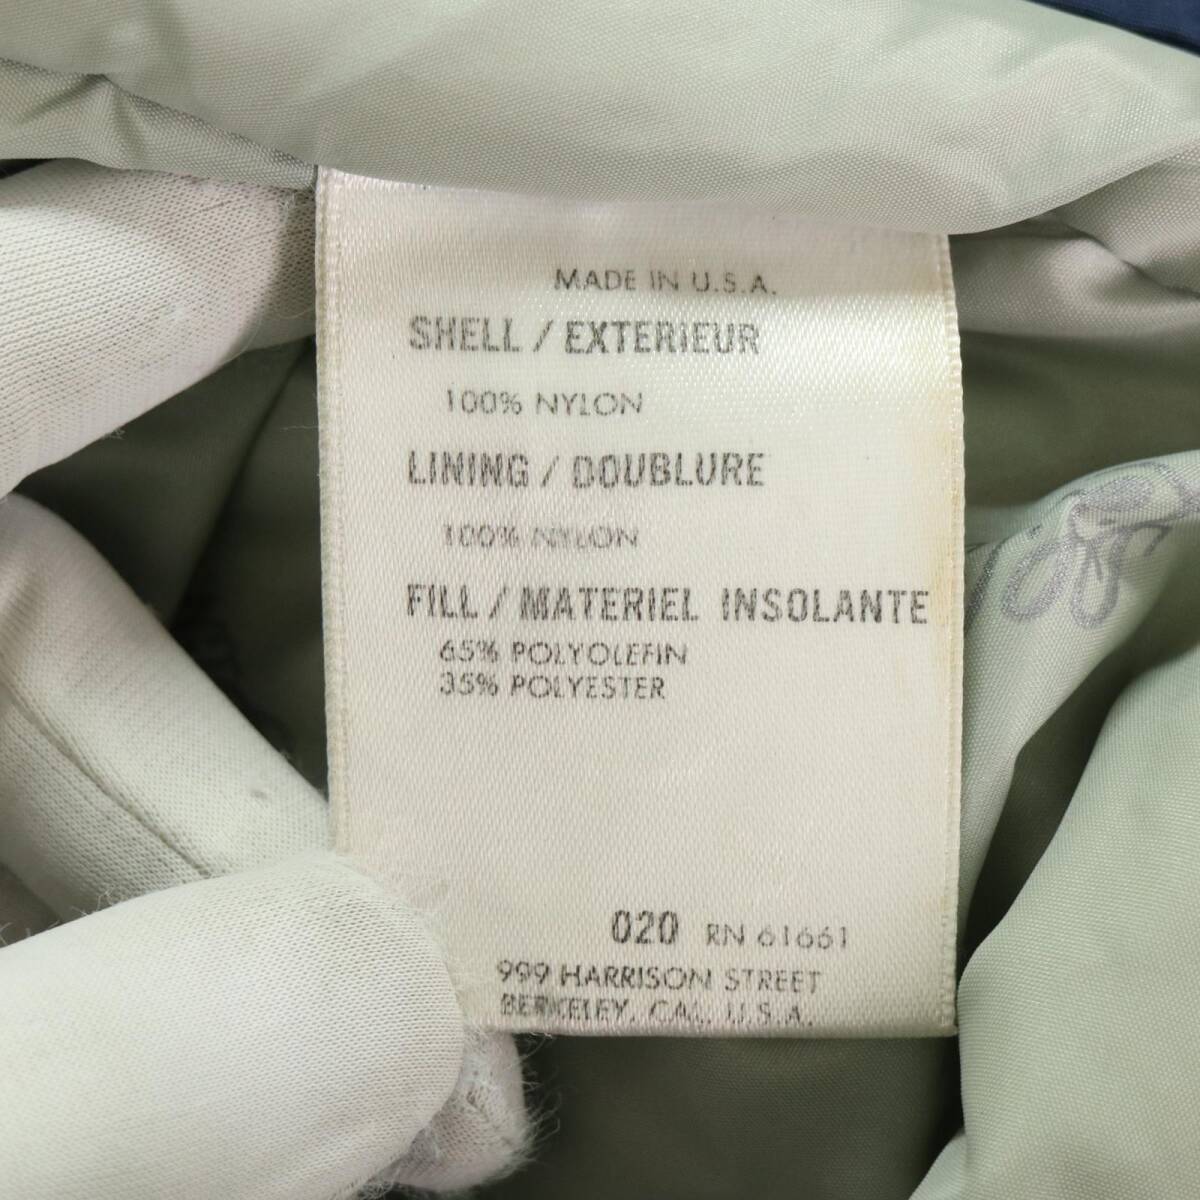 MADE IN U.S.A.
SHELL / EXTERIEUR
100% NYLON
LINING / DOUBLURE
100% NYLON
FILL / MATERIEL INSOLANTE
65% POLYOLEFIN
35% POLYESTER
020 RN 61661
999 HARRISON STREET
BERKELEY, CAL. U.S.A.